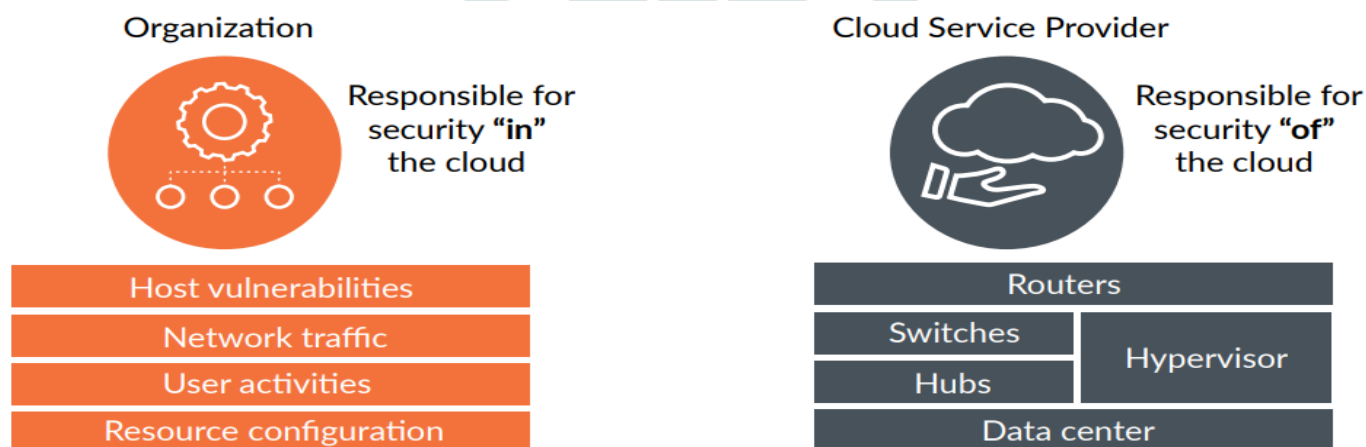 Organization
Responsible for
security “in”
the cloud
Host vulnerabilities
Network traffic
User activities
Resource configuration
Cloud Service Provider
Responsible for
security “of”
the cloud
Routers
Switches
Hubs
Hypervisor
Data center